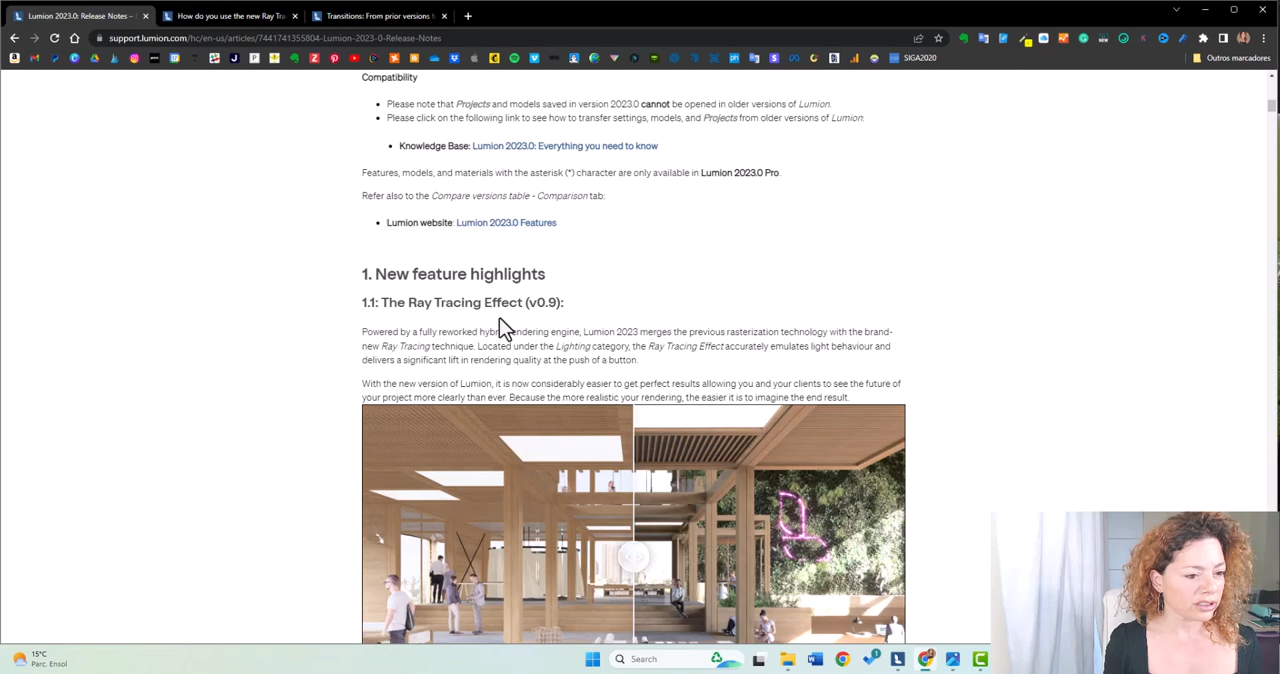 Lumion 2023.0: Release Notes –
How do you use the new Ray Tra
Transitions: From prior versions
support.lumion.com/hc/en-us/articles/7441741355804-Lumion-2023-0-Release-Notes
SIGA2020
Outros marcadores
Compatibility
• Please note that Projects and models saved in version 2023.0 cannot be opened in older versions of Lumion.
• Please click on the following link to see how to transfer settings, models, and Projects from older versions of Lumion:
• Knowledge Base: Lumion 2023.0: Everything you need to know
Features, models, and materials with the asterisk (*) character are only available in Lumion 2023.0 Pro.
Refer also to the Compare versions table - Comparison tab:
• Lumion website: Lumion 2023.0 Features
1. New feature highlights
1.1: The Ray Tracing Effect (v0.9):
Powered by a fully reworked hybrid rendering engine, Lumion 2023 merges the previous rasterization technology with the brand-
new Ray Tracing technique. Located under the Lighting category, the Ray Tracing Effect accurately emulates light behaviour and
delivers a significant lift in rendering quality at the push of a button.
With the new version of Lumion, it is now considerably easier to get perfect results allowing you and your clients to see the future of
your project more clearly than ever. Because the more realistic your rendering, the easier it is to imagine the end result.
15°C
Parc. Ensol
Search